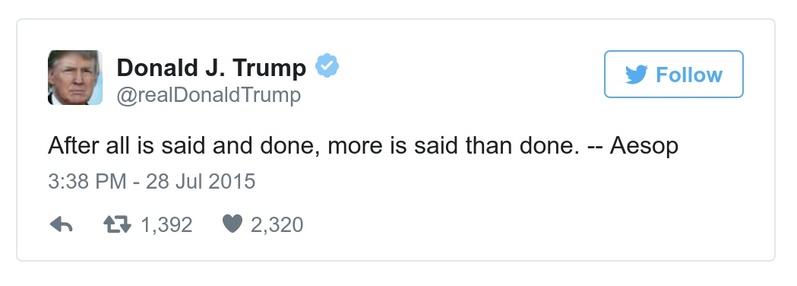 Donald J. Trump
@realDonaldTrump
Follow
After all is said and done, more is said than done. -- Aesop
3:38 PM - 28 Jul 2015
1,392 2,320